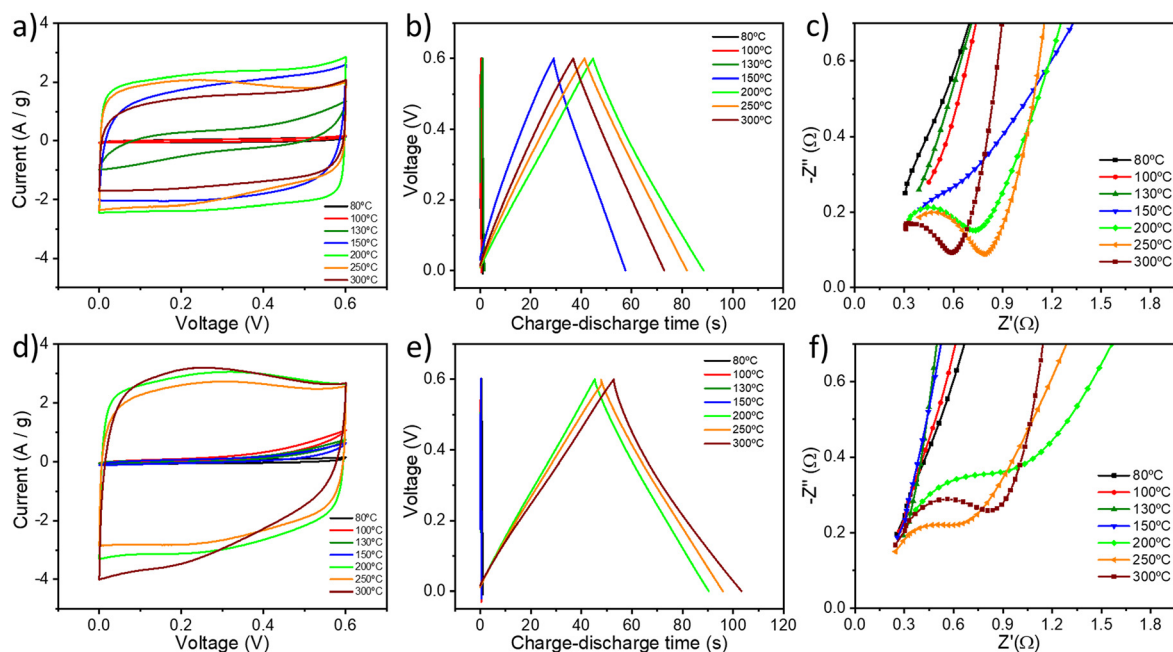 a)
4
2
0
-2
-4
Current (A / g)
0.0
0.2
0.4
0.6
Voltage (V)
80ºC
100ºC
130ºC
150ºC
200ºC
250ºC
300ºC
b)
0.6
0.4
0.2
0.0
Voltage (V)
0
20
40
60
80
100
120
Charge-discharge time (s)
80ºC
100ºC
130ºC
150ºC
200ºC
250ºC
300ºC
c)
0.6
0.4
0.2
0.0
-Z'' (Ω)
0.0
0.3
0.6
0.9
1.2
1.5
1.8
Z'(Ω)
80ºC
100ºC
130ºC
150ºC
200ºC
250ºC
300ºC
d)
4
2
0
-2
-4
Current (A / g)
0.0
0.2
0.4
0.6
Voltage (V)
80ºC
100ºC
130ºC
150ºC
200ºC
250ºC
300ºC
e)
0.6
0.4
0.2
0.0
Voltage (V)
0
20
40
60
80
100
120
Charge-discharge time (s)
80ºC
100ºC
130ºC
150ºC
200ºC
250ºC
300ºC
f)
0.6
0.4
0.2
0.0
-Z'' (Ω)
0.0
0.3
0.6
0.9
1.2
1.5
1.8
Z'(Ω)
80ºC
100ºC
130ºC
150ºC
200ºC
250ºC
300ºC